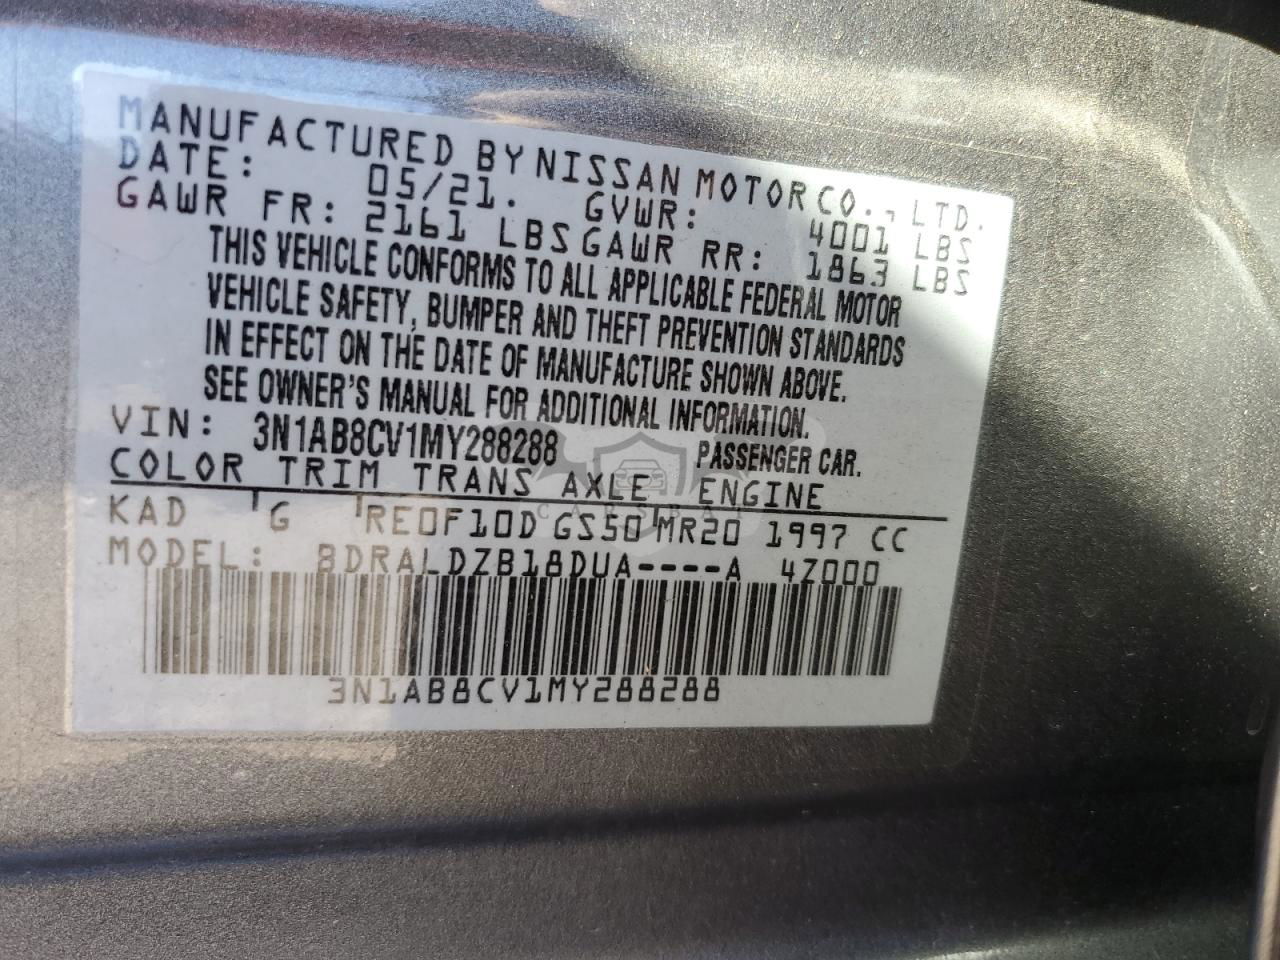 MANUFACTURED BY NISSAN MOTOR CO., LTD.
DATE: 05/21. GVWR: 4001 LBS
GAWR FR: 2161 LBS GAWR RR: 1863 LBS
THIS VEHICLE CONFORMS TO ALL APPLICABLE FEDERAL MOTOR
VEHICLE SAFETY, BUMPER AND THEFT PREVENTION STANDARDS
IN EFFECT ON THE DATE OF MANUFACTURE SHOWN ABOVE.
SEE OWNER'S MANUAL FOR ADDITIONAL INFORMATION.
VIN: 3N1AB8CV1MY288288 PASSENGER CAR.
COLOR TRIM TRANS AXLE ENGINE
KAD G RE0F10D GS50 MR20 1997 CC
CARSBAT
MODEL: BDRALDZB18DUA----A 4Z000
3N1AB8CV1MY288288